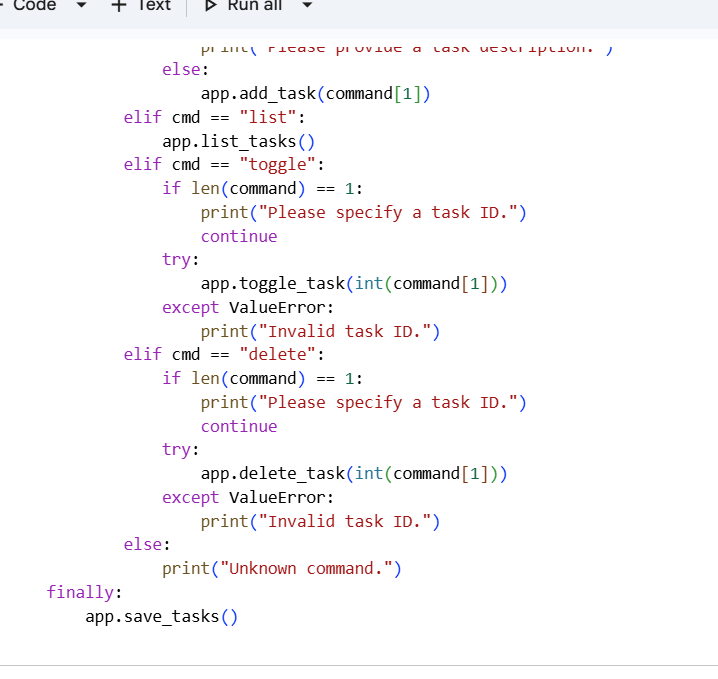 Code + Text Run all
print("Please provide a task description.")
else:
app.add_task(command[1])
elif cmd == "list":
app.list_tasks()
elif cmd == "toggle":
if len(command) == 1:
print("Please specify a task ID.")
continue
try:
app.toggle_task(int(command[1]))
except ValueError:
print("Invalid task ID.")
elif cmd == "delete":
if len(command) == 1:
print("Please specify a task ID.")
continue
try:
app.delete_task(int(command[1]))
except ValueError:
print("Invalid task ID.")
else:
print("Unknown command.")
finally:
app.save_tasks()